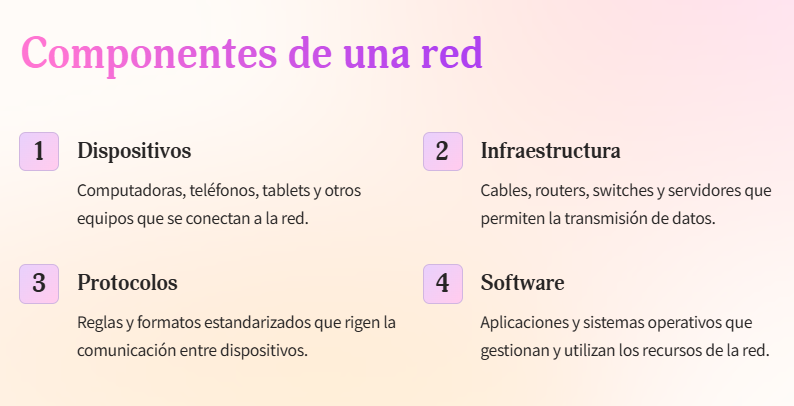 Componentes de una red
1 Dispositivos
Computadoras, teléfonos, tablets y otros
equipos que se conectan a la red.
2 Infraestructura
Cables, routers, switches y servidores que
permiten la transmisión de datos.
3 Protocolos
Reglas y formatos estandarizados que rigen la
comunicación entre dispositivos.
4 Software
Aplicaciones y sistemas operativos que
gestionan y utilizan los recursos de la red.